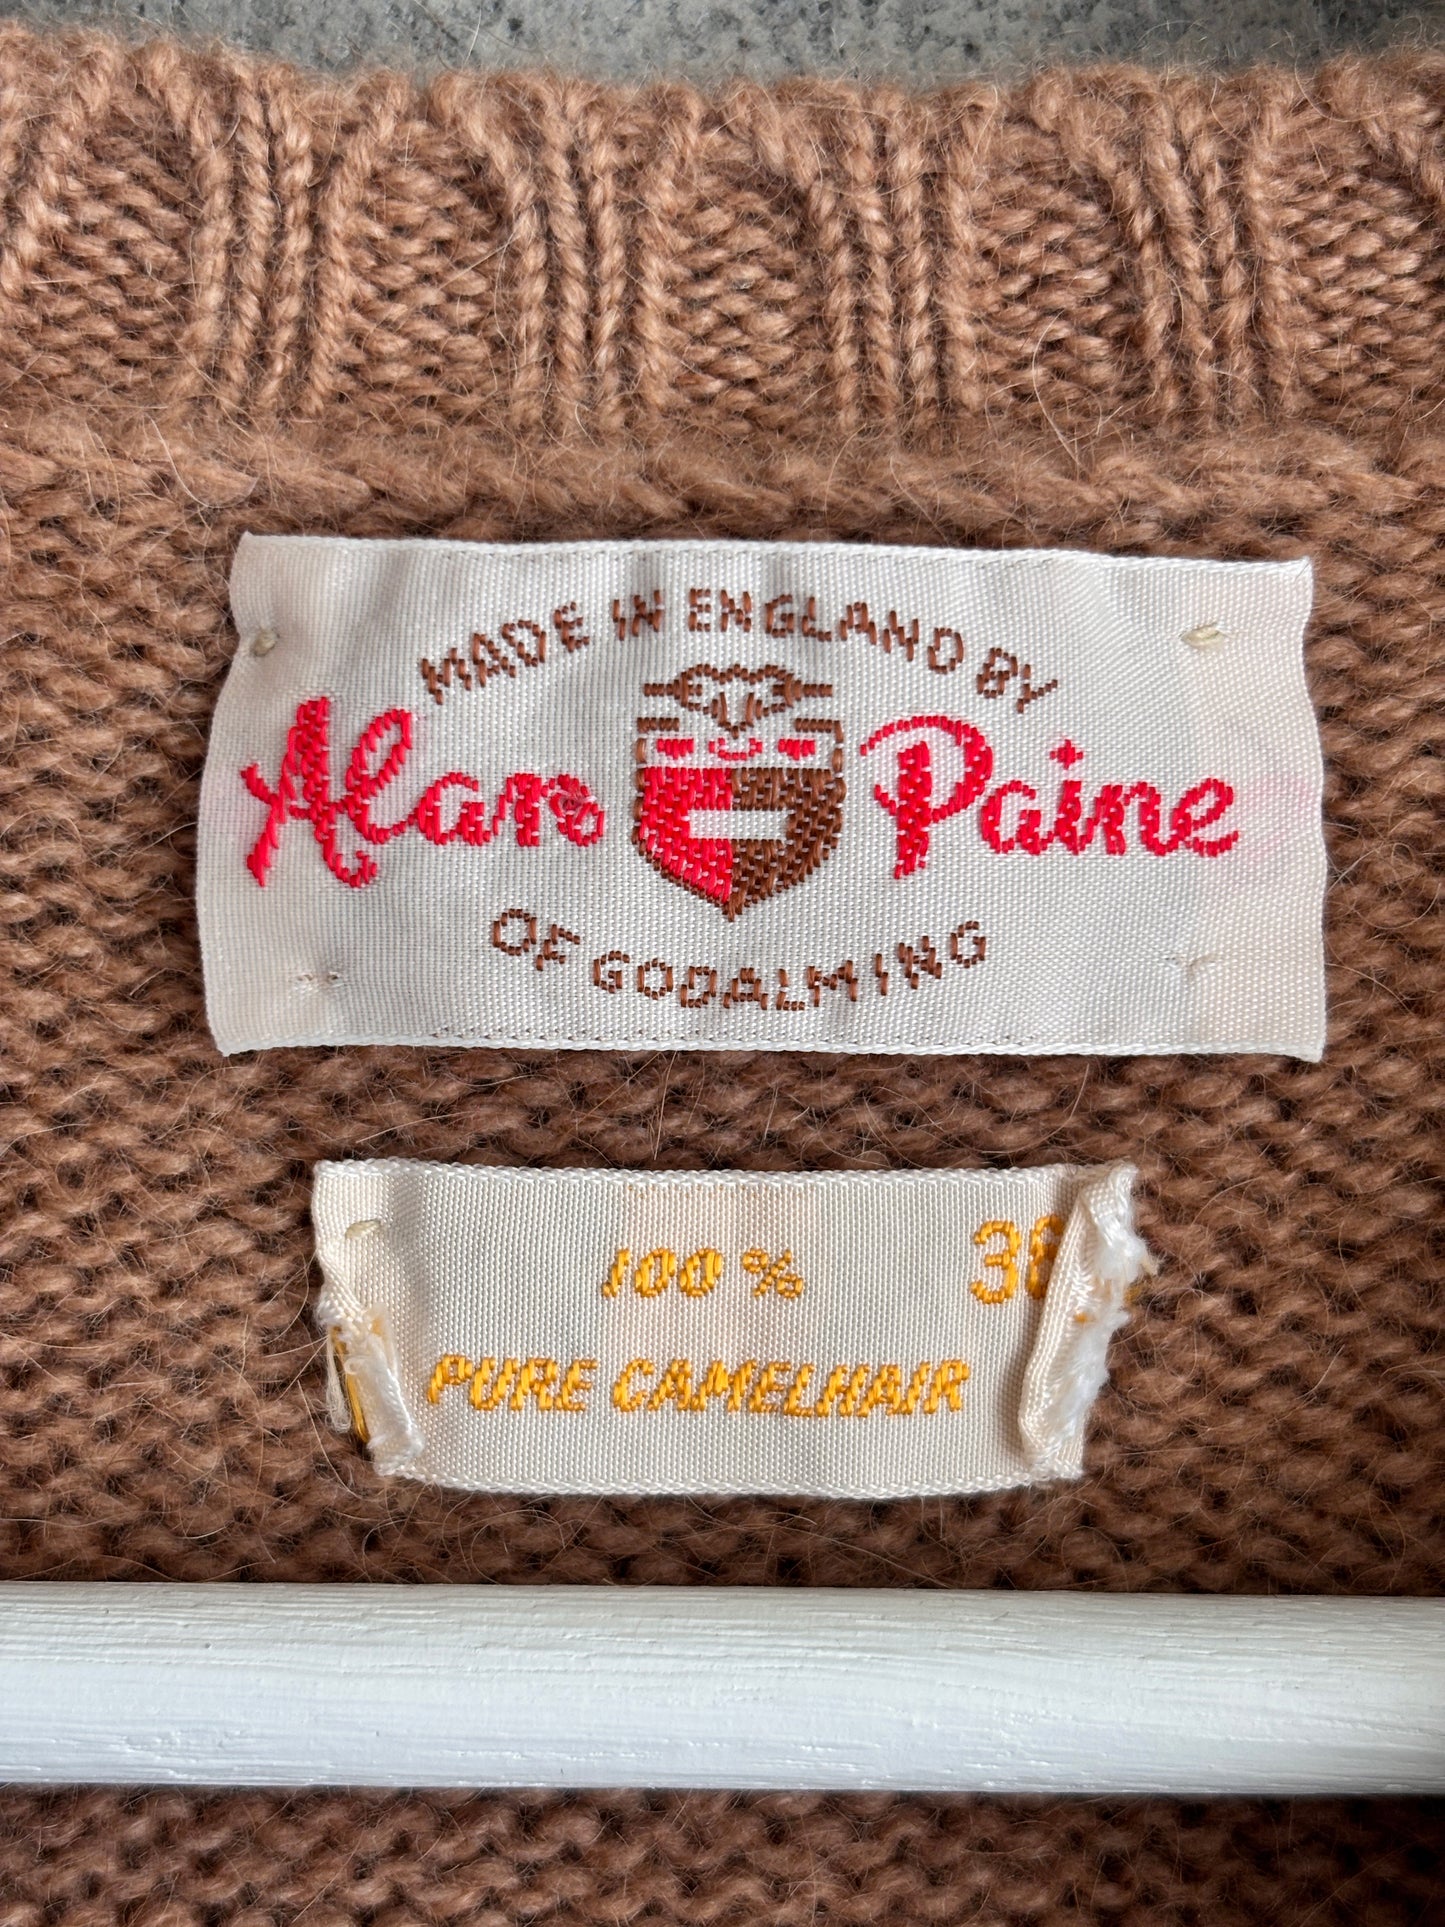 MADE IN ENGLAND BY
Alan Paine
OF GODALMING
100 %
PURE CAMELHAIR